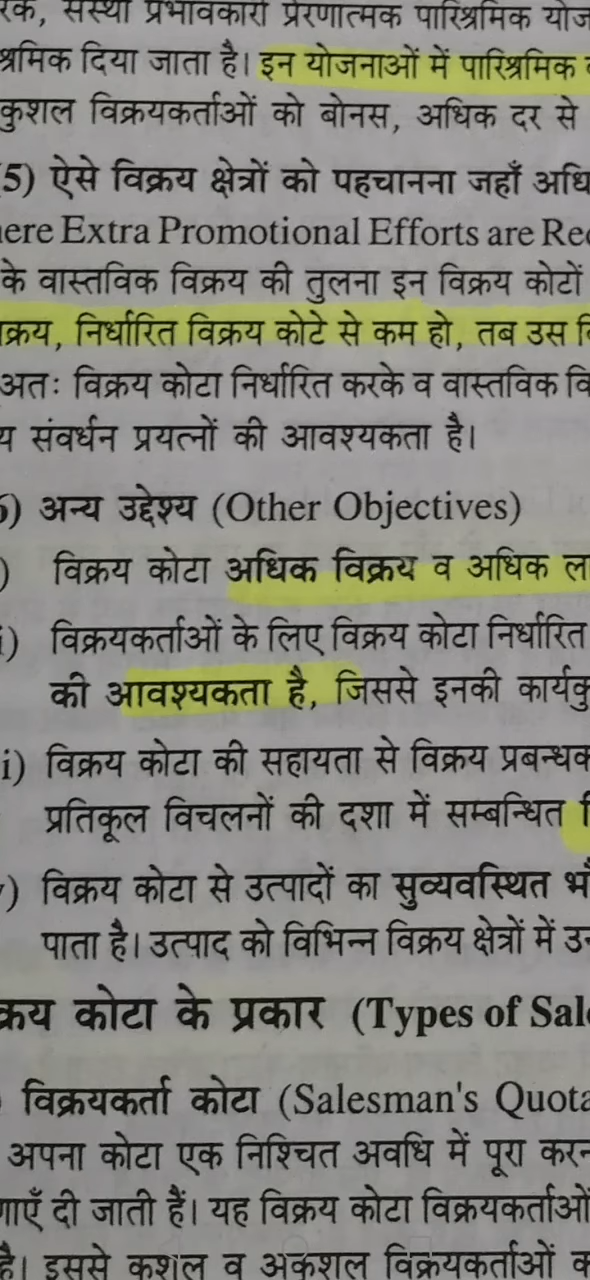 रक, संस्था प्रभावकारी प्रेरणात्मक पारिश्रमिक योज
श्रमिक दिया जाता है। इन योजनाओं में पारिश्रमिक
कुशल विक्रयकर्ताओं को बोनस, अधिक दर से
5) ऐसे विक्रय क्षेत्रों को पहचानना जहाँ अधि
here Extra Promotional Efforts are Rec
के वास्तविक विक्रय की तुलना इन विक्रय कोटों
क्रय, निर्धारित विक्रय कोटे से कम हो, तब उस वि
अतः विक्रय कोटा निर्धारित करके व वास्तविक वि
य संवर्धन प्रयत्नों की आवश्यकता है।
6) अन्य उद्देश्य (Other Objectives)
) विक्रय कोटा अधिक विक्रय व अधिक ल
i) विक्रयकर्ताओं के लिए विक्रय कोटा निर्धारित
की आवश्यकता है, जिससे इनकी कार्यकु
i) विक्रय कोटा की सहायता से विक्रय प्रबन्धक
प्रतिकूल विचलनों की दशा में सम्बन्धित
) विक्रय कोटा से उत्पादों का सुव्यवस्थित भाँ
पाता है। उत्पाद को विभिन्न विक्रय क्षेत्रों में उन
क्रय कोटा के प्रकार (Types of Sale
विक्रयकर्ता कोटा (Salesman's Quota
अपना कोटा एक निश्चित अवधि में पूरा करन
णाएँ दी जाती हैं। यह विक्रय कोटा विक्रयकर्ताओं
है। इससे कुशल व अकुशल विक्रयकर्ताओं क